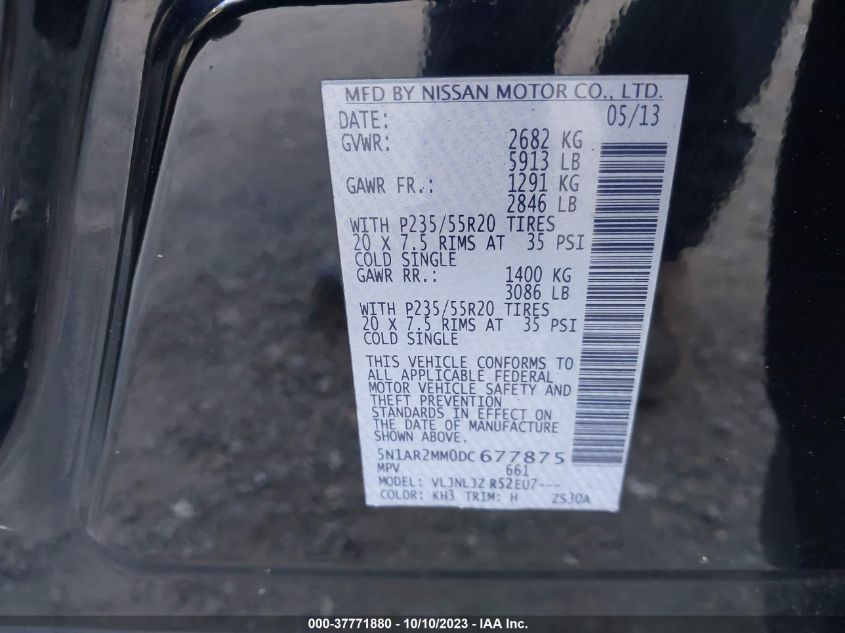 MFD BY NISSAN MOTOR CO., LTD.
DATE: 05/13
GVWR: 2682 KG
5913 LB
GAWR FR.: 1291 KG
2846 LB
WITH P235/55R20 TIRES
20 X 7.5 RIMS AT 35 PSI
COLD SINGLE
GAWR RR.: 1400 KG
3086 LB
WITH P235/55R20 TIRES
20 X 7.5 RIMS AT 35 PSI
COLD SINGLE
THIS VEHICLE CONFORMS TO
ALL APPLICABLE FEDERAL
MOTOR VEHICLE SAFETY AND
THEFT PREVENTION
STANDARDS IN EFFECT ON
THE DATE OF MANUFACTURE
SHOWN ABOVE.
5N1AR2MM0DC677875
MPV 661
MODEL: VLJNLJZ R52EU7---
COLOR: KH3 TRIM: H ZS30A
000-37771880 - 10/10/2023 - IAA Inc.